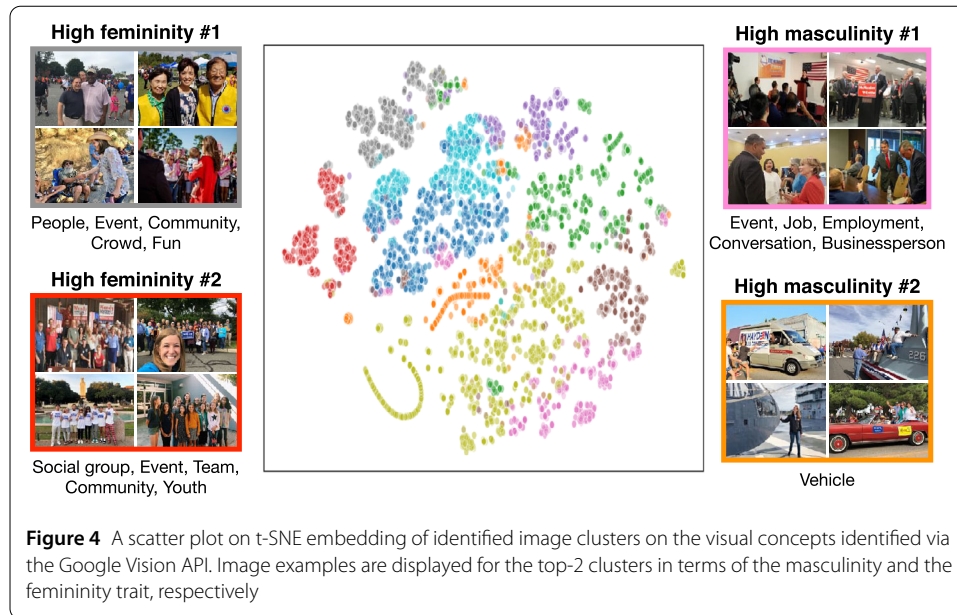 High femininity #1
People, Event, Community,
Crowd, Fun
High femininity #2
Social group, Event, Team,
Community, Youth
High masculinity #1
Event, Job, Employment,
Conversation, Businessperson
High masculinity #2
226
Vehicle
Figure 4 A scatter plot on t-SNE embedding of identified image clusters on the visual concepts identified via
the Google Vision API. Image examples are displayed for the top-2 clusters in terms of the masculinity and the
femininity trait, respectively